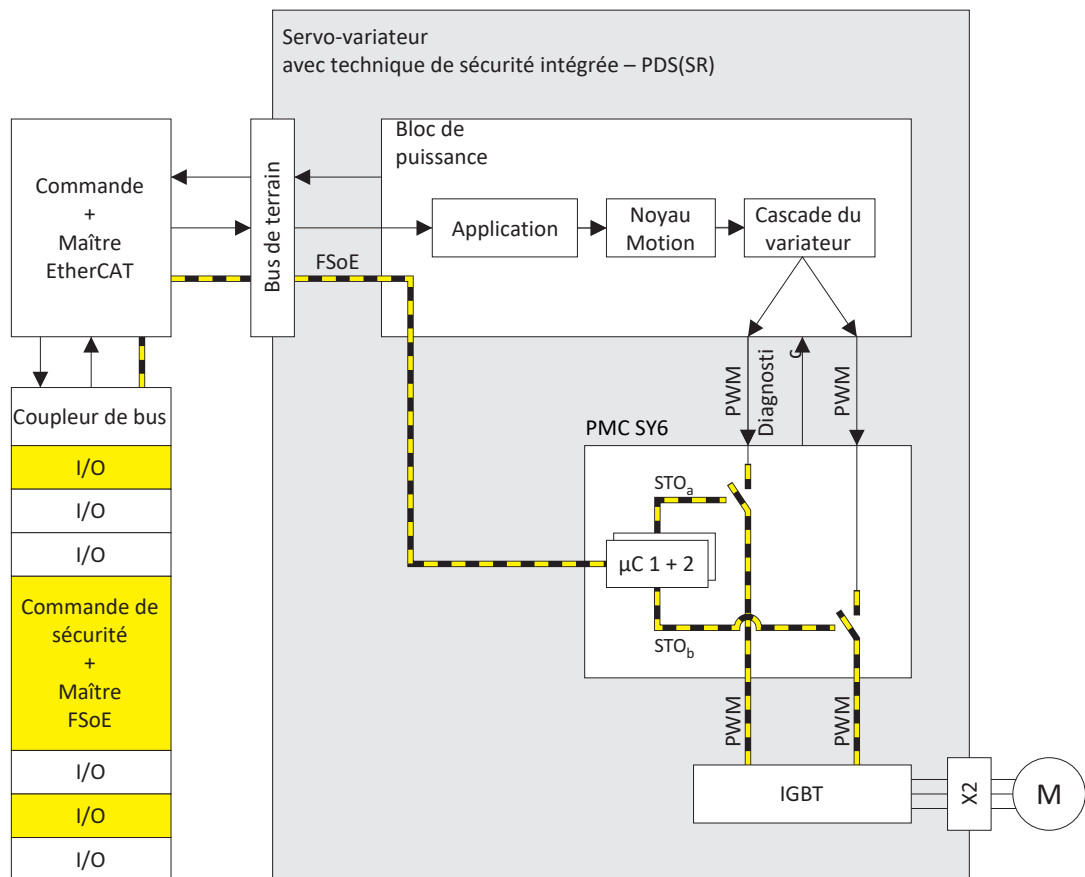 Servo-variateur
avec technique de sécurité intégrée – PDS(SR)
Commande
+
Maître
EtherCAT
Bus de terrain
Bloc de
puissance
Application
Noyau
Motion
Cascade du
variateur
FSoE
PWM
Diagnosti
c
PWM
Coupleur de bus
I/O
I/O
I/O
Commande de
sécurité
+
Maître
FSoE
I/O
I/O
I/O
PMC SY6
STOa
µC 1 + 2
STOb
PWM
PWM
IGBT
X2
M